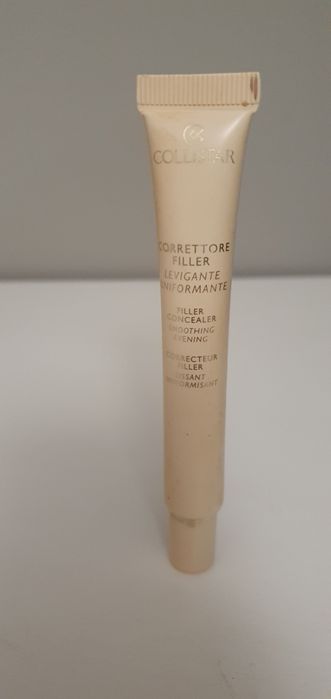 COLLISTAR
CORRETTORE
FILLER
LEVIGANTE
UNIFORMANTE
FILLER
CONCEALER
SMOOTHING
EVENING
CORRECTEUR
FILLER
LISSANT
UNIFORMISANT